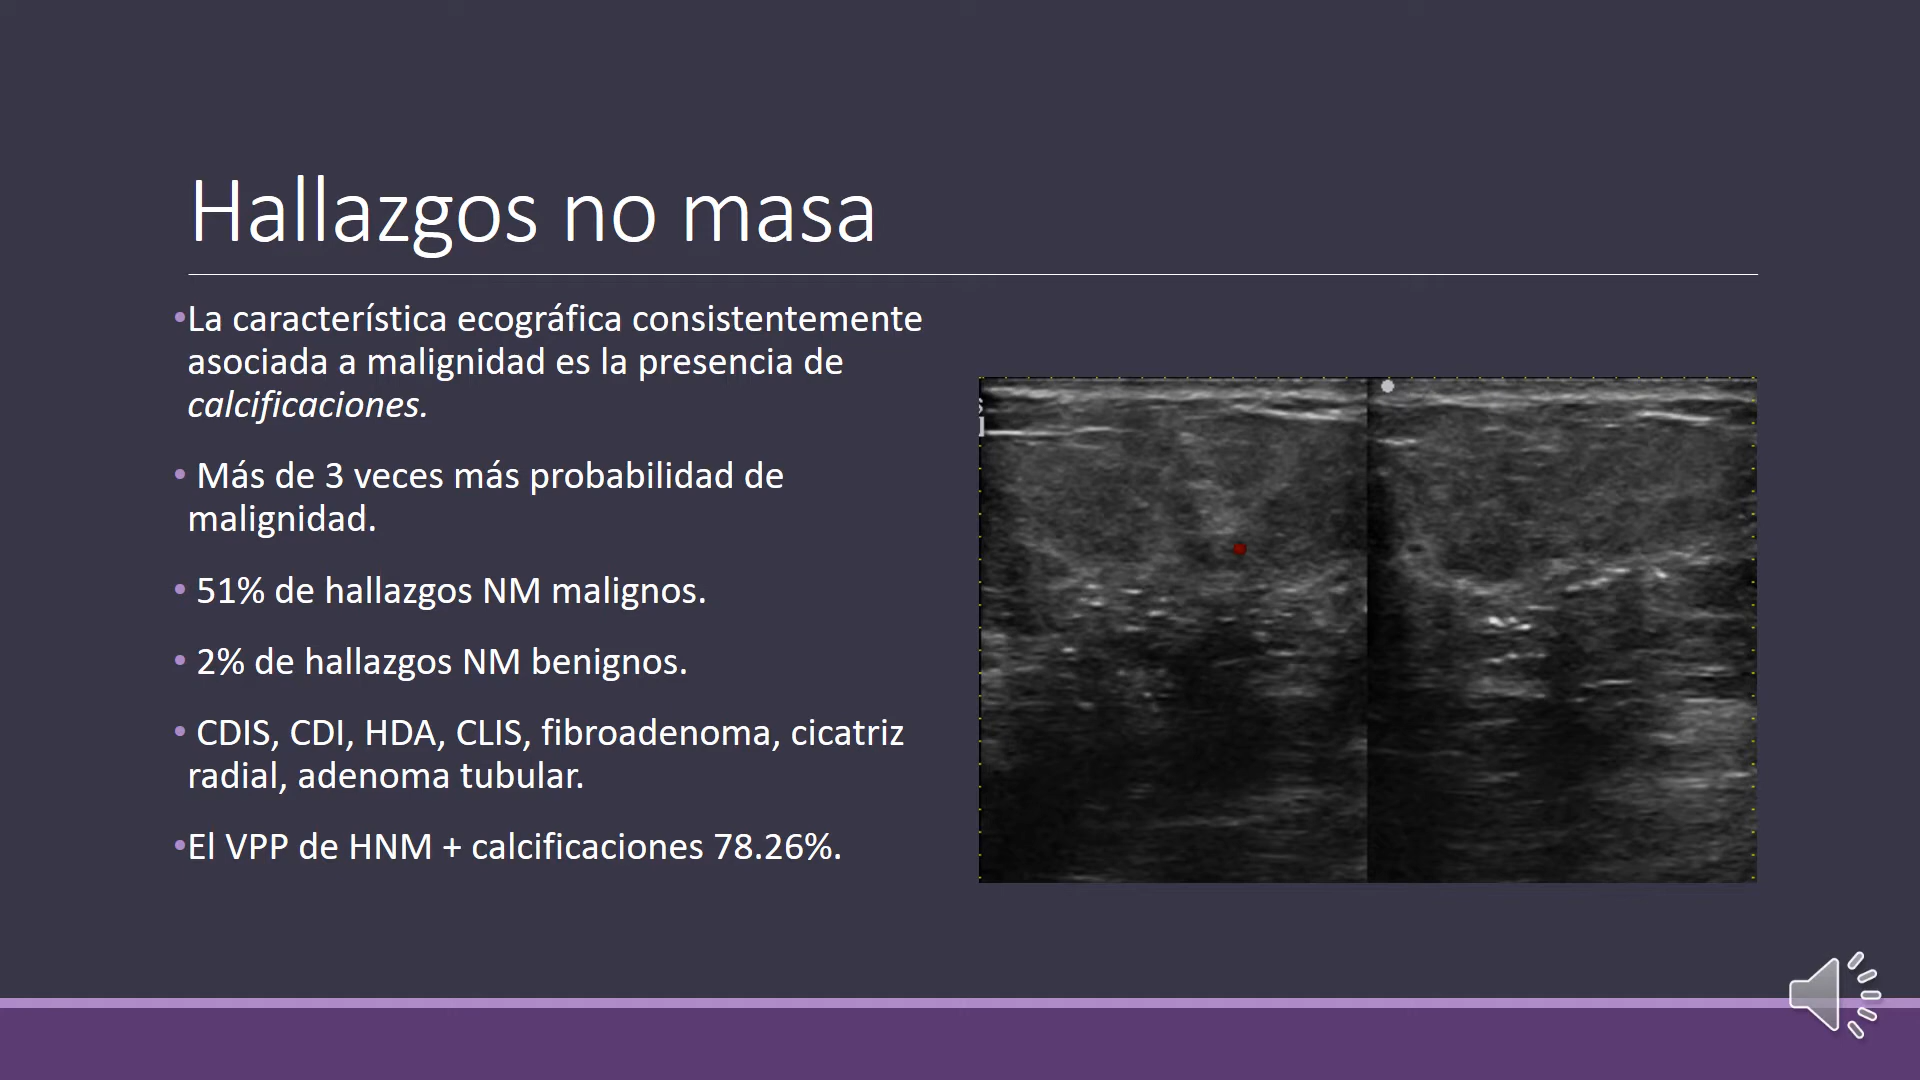 Hallazgos no masa
•La característica ecográfica consistentemente
asociada a malignidad es la presencia de
calcificaciones.
• Más de 3 veces más probabilidad de
malignidad.
• 51% de hallazgos NM malignos.
• 2% de hallazgos NM benignos.
• CDIS, CDI, HDA, CLIS, fibroadenoma, cicatriz
radial, adenoma tubular.
•El VPP de HNM + calcificaciones 78.26%.